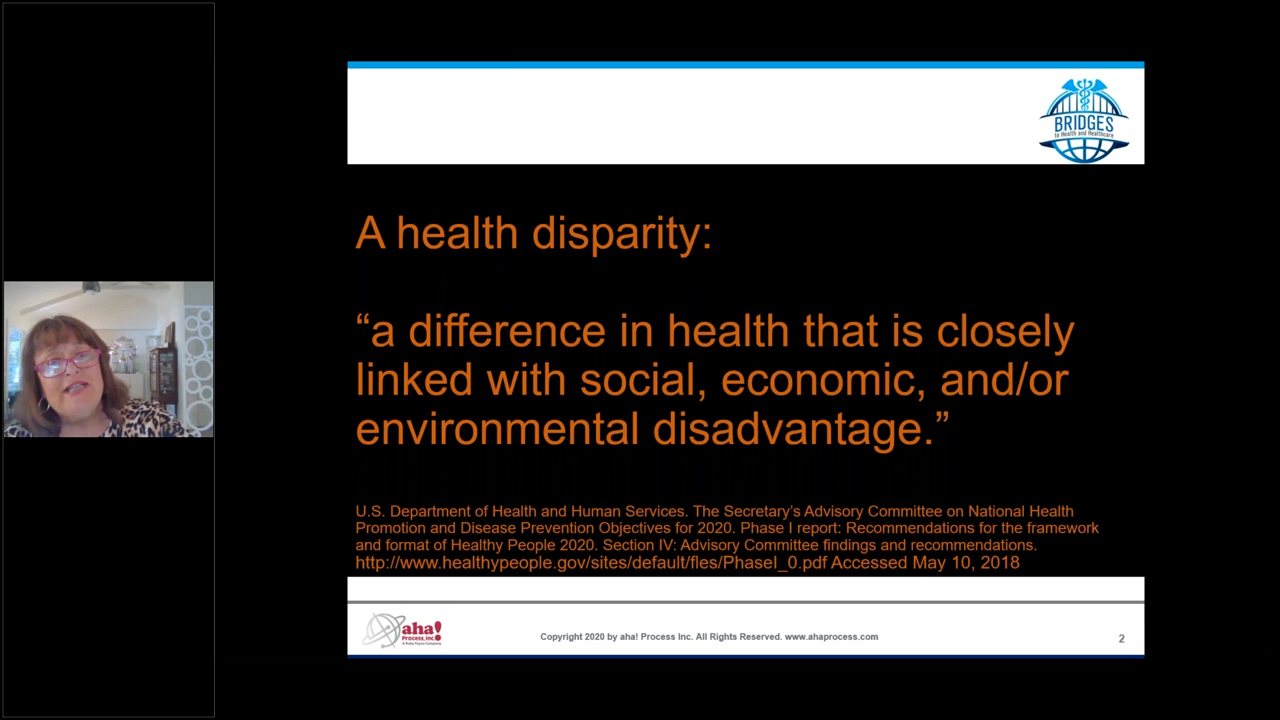 BRIDGES
to Health and Healthcare
A health disparity:
“a difference in health that is closely
linked with social, economic, and/or
environmental disadvantage.”
U.S. Department of Health and Human Services. The Secretary’s Advisory Committee on National Health
Promotion and Disease Prevention Objectives for 2020. Phase I report: Recommendations for the framework
and format of Healthy People 2020. Section IV: Advisory Committee findings and recommendations.
http://www.healthypeople.gov/sites/default/fles/PhaseI_0.pdf Accessed May 10, 2018
aha!
Process, Inc.
A Ruby Payne Company
Copyright 2020 by aha! Process Inc. All Rights Reserved. www.ahaprocess.com
2